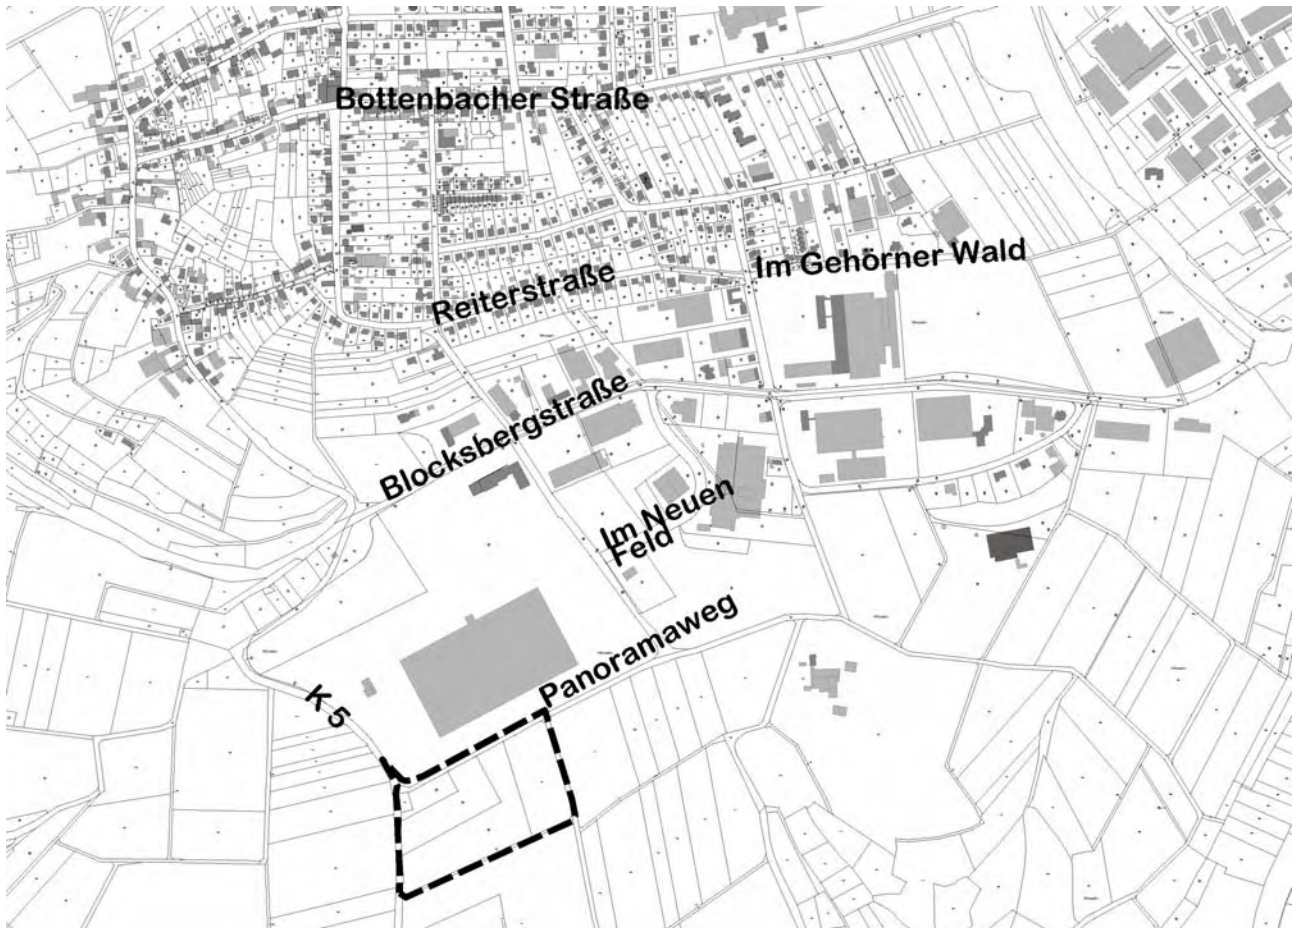 Bottenbacher Straße
Im Gehörner Wald
Reiterstraße
Blocksbergstraße
Im Neuen
Feld
Panoramaweg
K 5